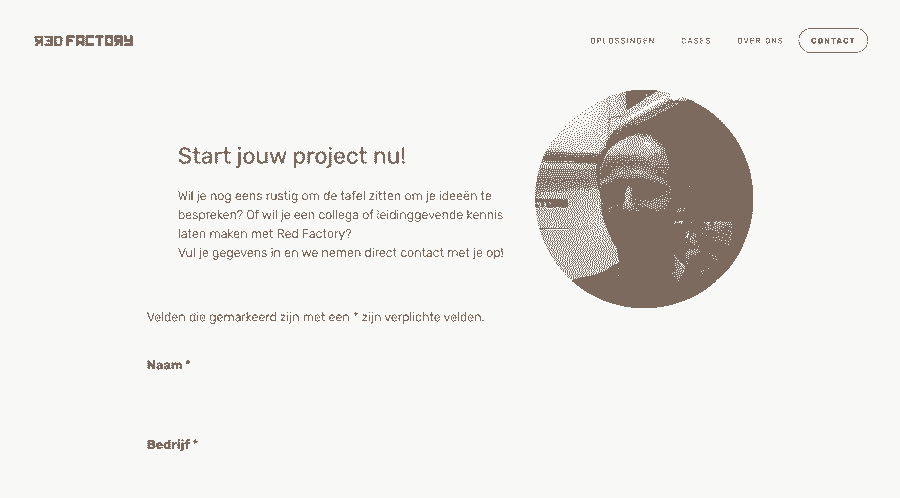 RED FACTORY
OPLOSSINGEN
CASES
OVER ONS
CONTACT
Start jouw project nu!
Wil je nog eens rustig om de tafel zitten om je ideeën te
bespreken? Of wil je een collega of leidinggevende kennis
laten maken met Red Factory?
Vul je gegevens in en we nemen direct contact met je op!
Velden die gemarkeerd zijn met een * zijn verplichte velden.
Naam *
Bedrijf *